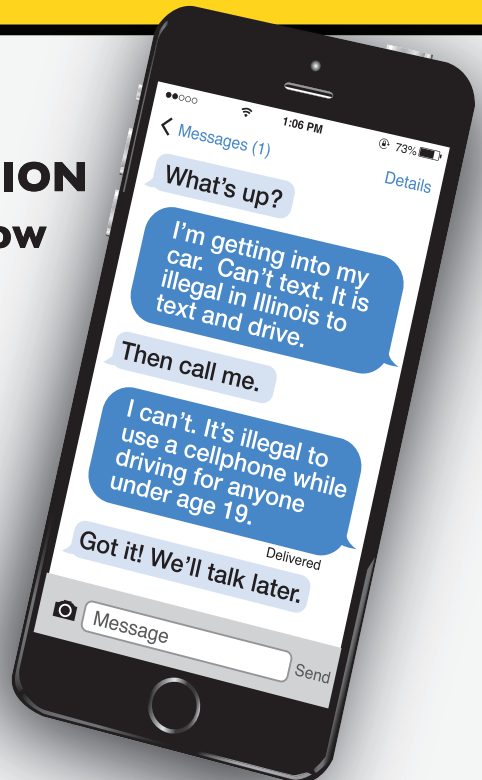 ION
ow
1:06 PM
73%
Messages (1)
Details
What's up?
I'm getting into my
car.  Can't text. It is
illegal in Illinois to
text and drive.
Then call me.
I can't. It's illegal to
use a cellphone while
driving for anyone
under age 19.
Delivered
Got it! We'll talk later.
Message
Send